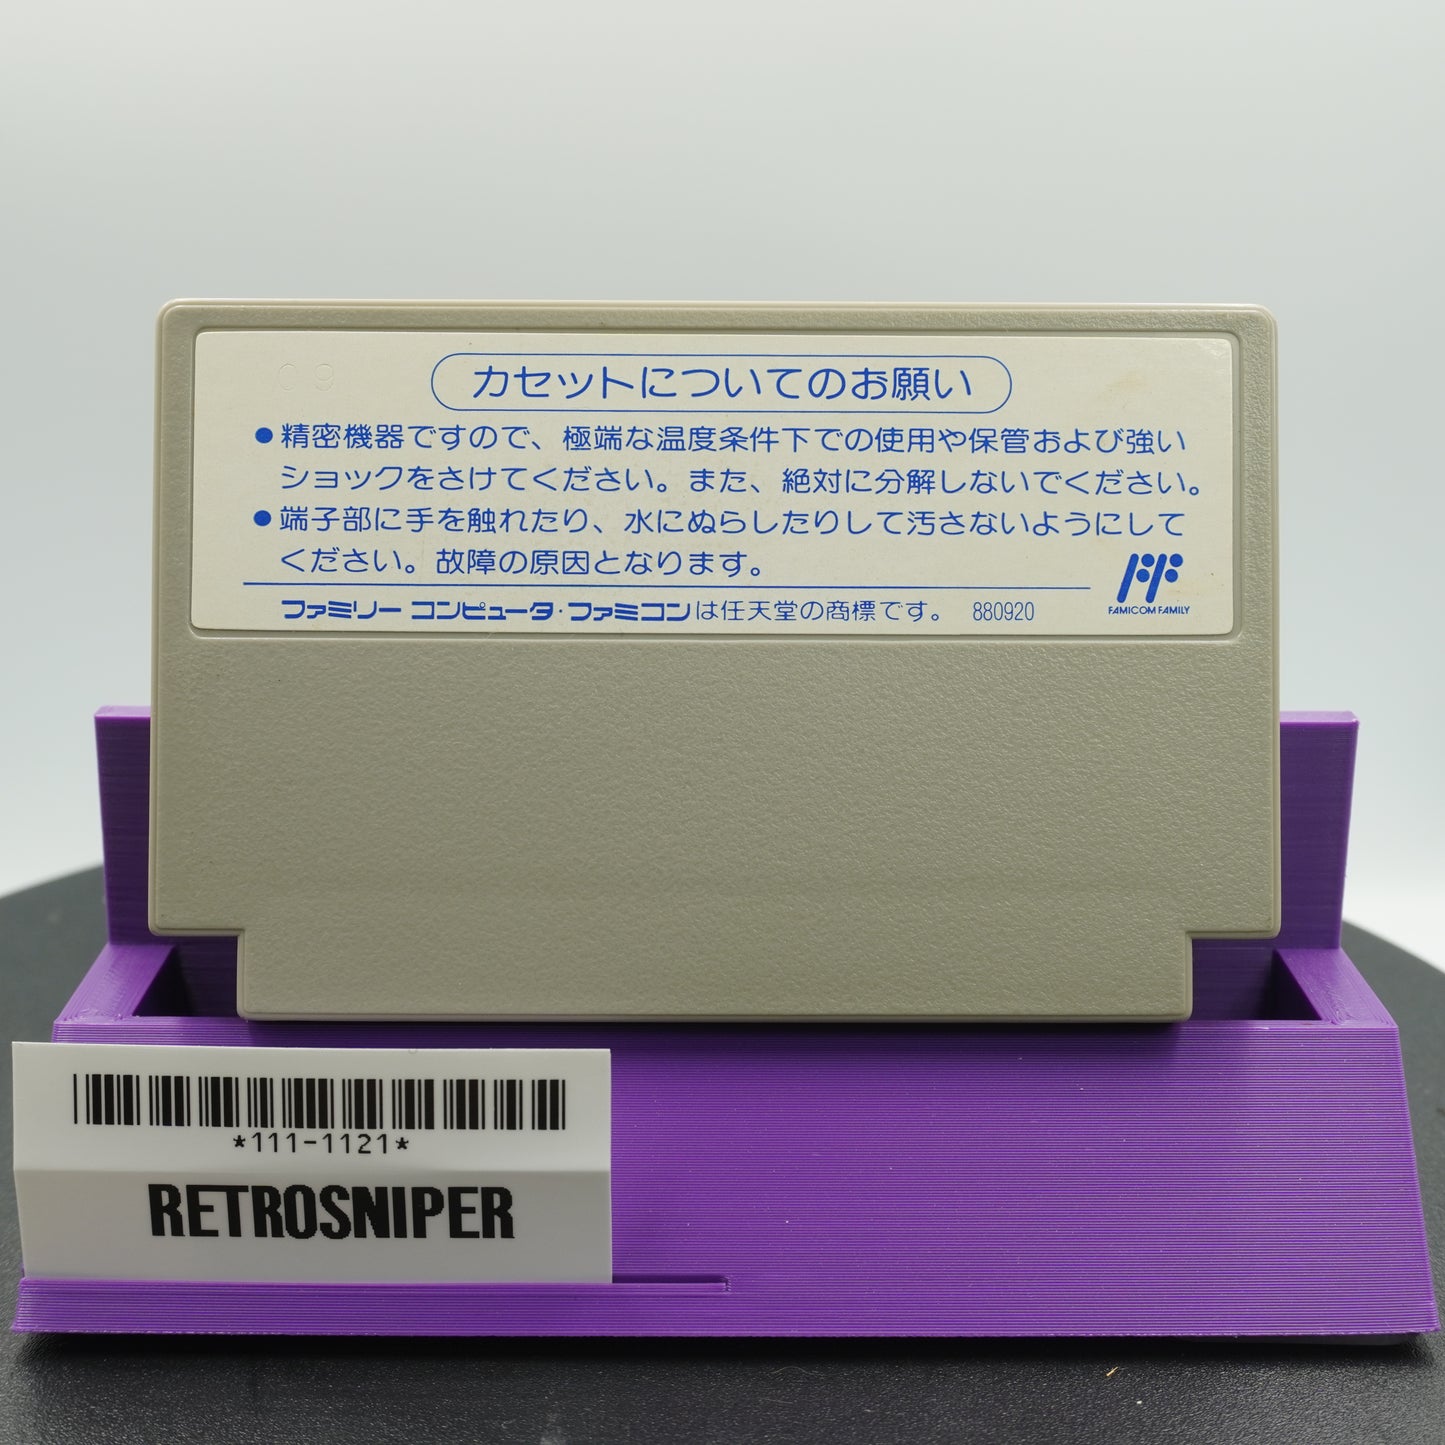 09
カセットについてのお願い
●精密機器ですので、極端な温度条件下での使用や保管および強い
ショックをさけてください。また、絶対に分解しないでください。
●端子部に手を触れたり、水にぬらしたりして汚さないようにして
ください。故障の原因となります。
FF
FAMICOM FAMILY
ファミリー コンピュータ・ファミコンは任天堂の商標です。 880920
*111-1121*
RETROSNIPER